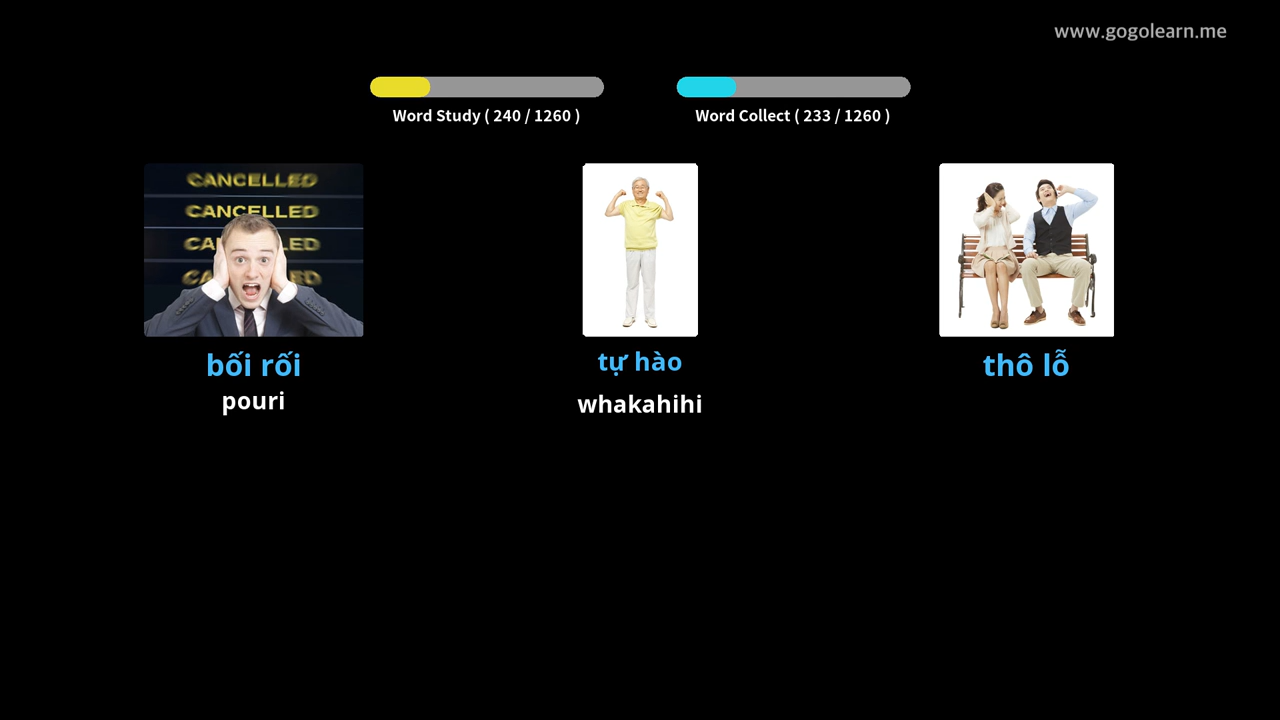 www.gogolearn.me
Word Study ( 240 / 1260 )
Word Collect ( 233 / 1260 )
CANCELLED
CANCELLED
bối rối
pouri
tự hào
whakahihi
thô lỗ